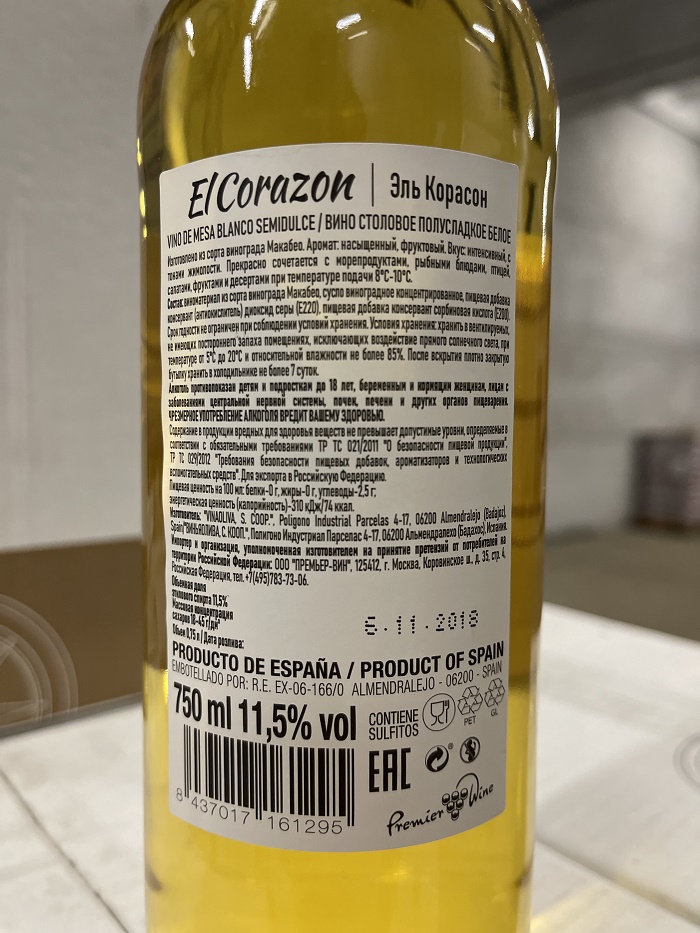 El Corazon | Эль Корасон
VINO DE MESA BLANCO SEMIDULCE / ВИНО СТОЛОВОЕ ПОЛУСЛАДКОЕ БЕЛОЕ
Изготовлено из сорта винограда Макабео. Аромат: насыщенный, фруктовый. Вкус: интенсивный, с
тонами жимолости. Прекрасно сочетается с морепродуктами, рыбными блюдами, птицей,
салатами, фруктами и десертами при температуре подачи 8°С-10°С.
Состав: виноматериал из сорта винограда Макабео, сусло виноградное концентрированное, пищевая добавка
консервант (антиокислитель) диоксид серы (Е220), пищевая добавка консервант сорбиновая кислота (Е200).
Срок годности не ограничен при соблюдении условий хранения. Условия хранения: хранить в вентилируемых,
не имеющих постороннего запаха помещениях, исключающих воздействие прямого солнечного света, при
температуре от 5°С до 20°С и относительной влажности не более 85%. После вскрытия плотно закрытую
бутылку хранить в холодильнике не более 7 суток.
Алкоголь противопоказан детям и подросткам до 18 лет, беременным и кормящим женщинам, лицам с
заболеваниями центральной нервной системы, почек, печени и других органов пищеварения.
ЧРЕЗМЕРНОЕ УПОТРЕБЛЕНИЕ АЛКОГОЛЯ ВРЕДИТ ВАШЕМУ ЗДОРОВЬЮ.
Содержание в продукции вредных для здоровья веществ не превышает допустимые уровни, определяемые в
соответствии с обязательными требованиями ТР ТС 021/2011 "О безопасности пищевой продукции",
ТР ТС 029/2012 "Требования безопасности пищевых добавок, ароматизаторов и технологических
вспомогательных средств". Для экспорта в Российскую Федерацию.
Пищевая ценность на 100 мл: белки-0 г, жиры-0 г, углеводы-2,5 г;
энергетическая ценность (калорийность)-310 кДж/74 ккал.
Изготовитель: "VINAOLIVA, S. COOP.", Poligono Industrial Parcelas 4-17, 06200 Almendralejo (Badajoz),
Spain/"ВИНЬЯОЛИВА, С. КООП.", Полигоно Индустриал Парселас 4-17, 06200 Альмендралехо (Бадахос), Испания.
Импортер и организация, уполномоченная изготовителем на принятие претензий от потребителей на
территории Российской Федерации: ООО "ПРЕМЬЕР-ВИН", 125412, г. Москва, Коровинское ш., д. 35, стр. 4,
Российская Федерация, тел. +7(495)783-73-06.
Объемная доля
этилового спирта 11,5%
Массовая концентрация
сахаров 18-45 г/дм³
Объем 0,75 л / Дата розлива:
6.11.2018
PRODUCTO DE ESPAÑA / PRODUCT OF SPAIN
EMBOTELLADO POR: R.E. EX-06-166/0 ALMENDRALEJO - 06200 - SPAIN
750 ml 11,5% vol
CONTIENE
SULFITOS
PET
GL
EAC
8 437017 161295
Premier Wine